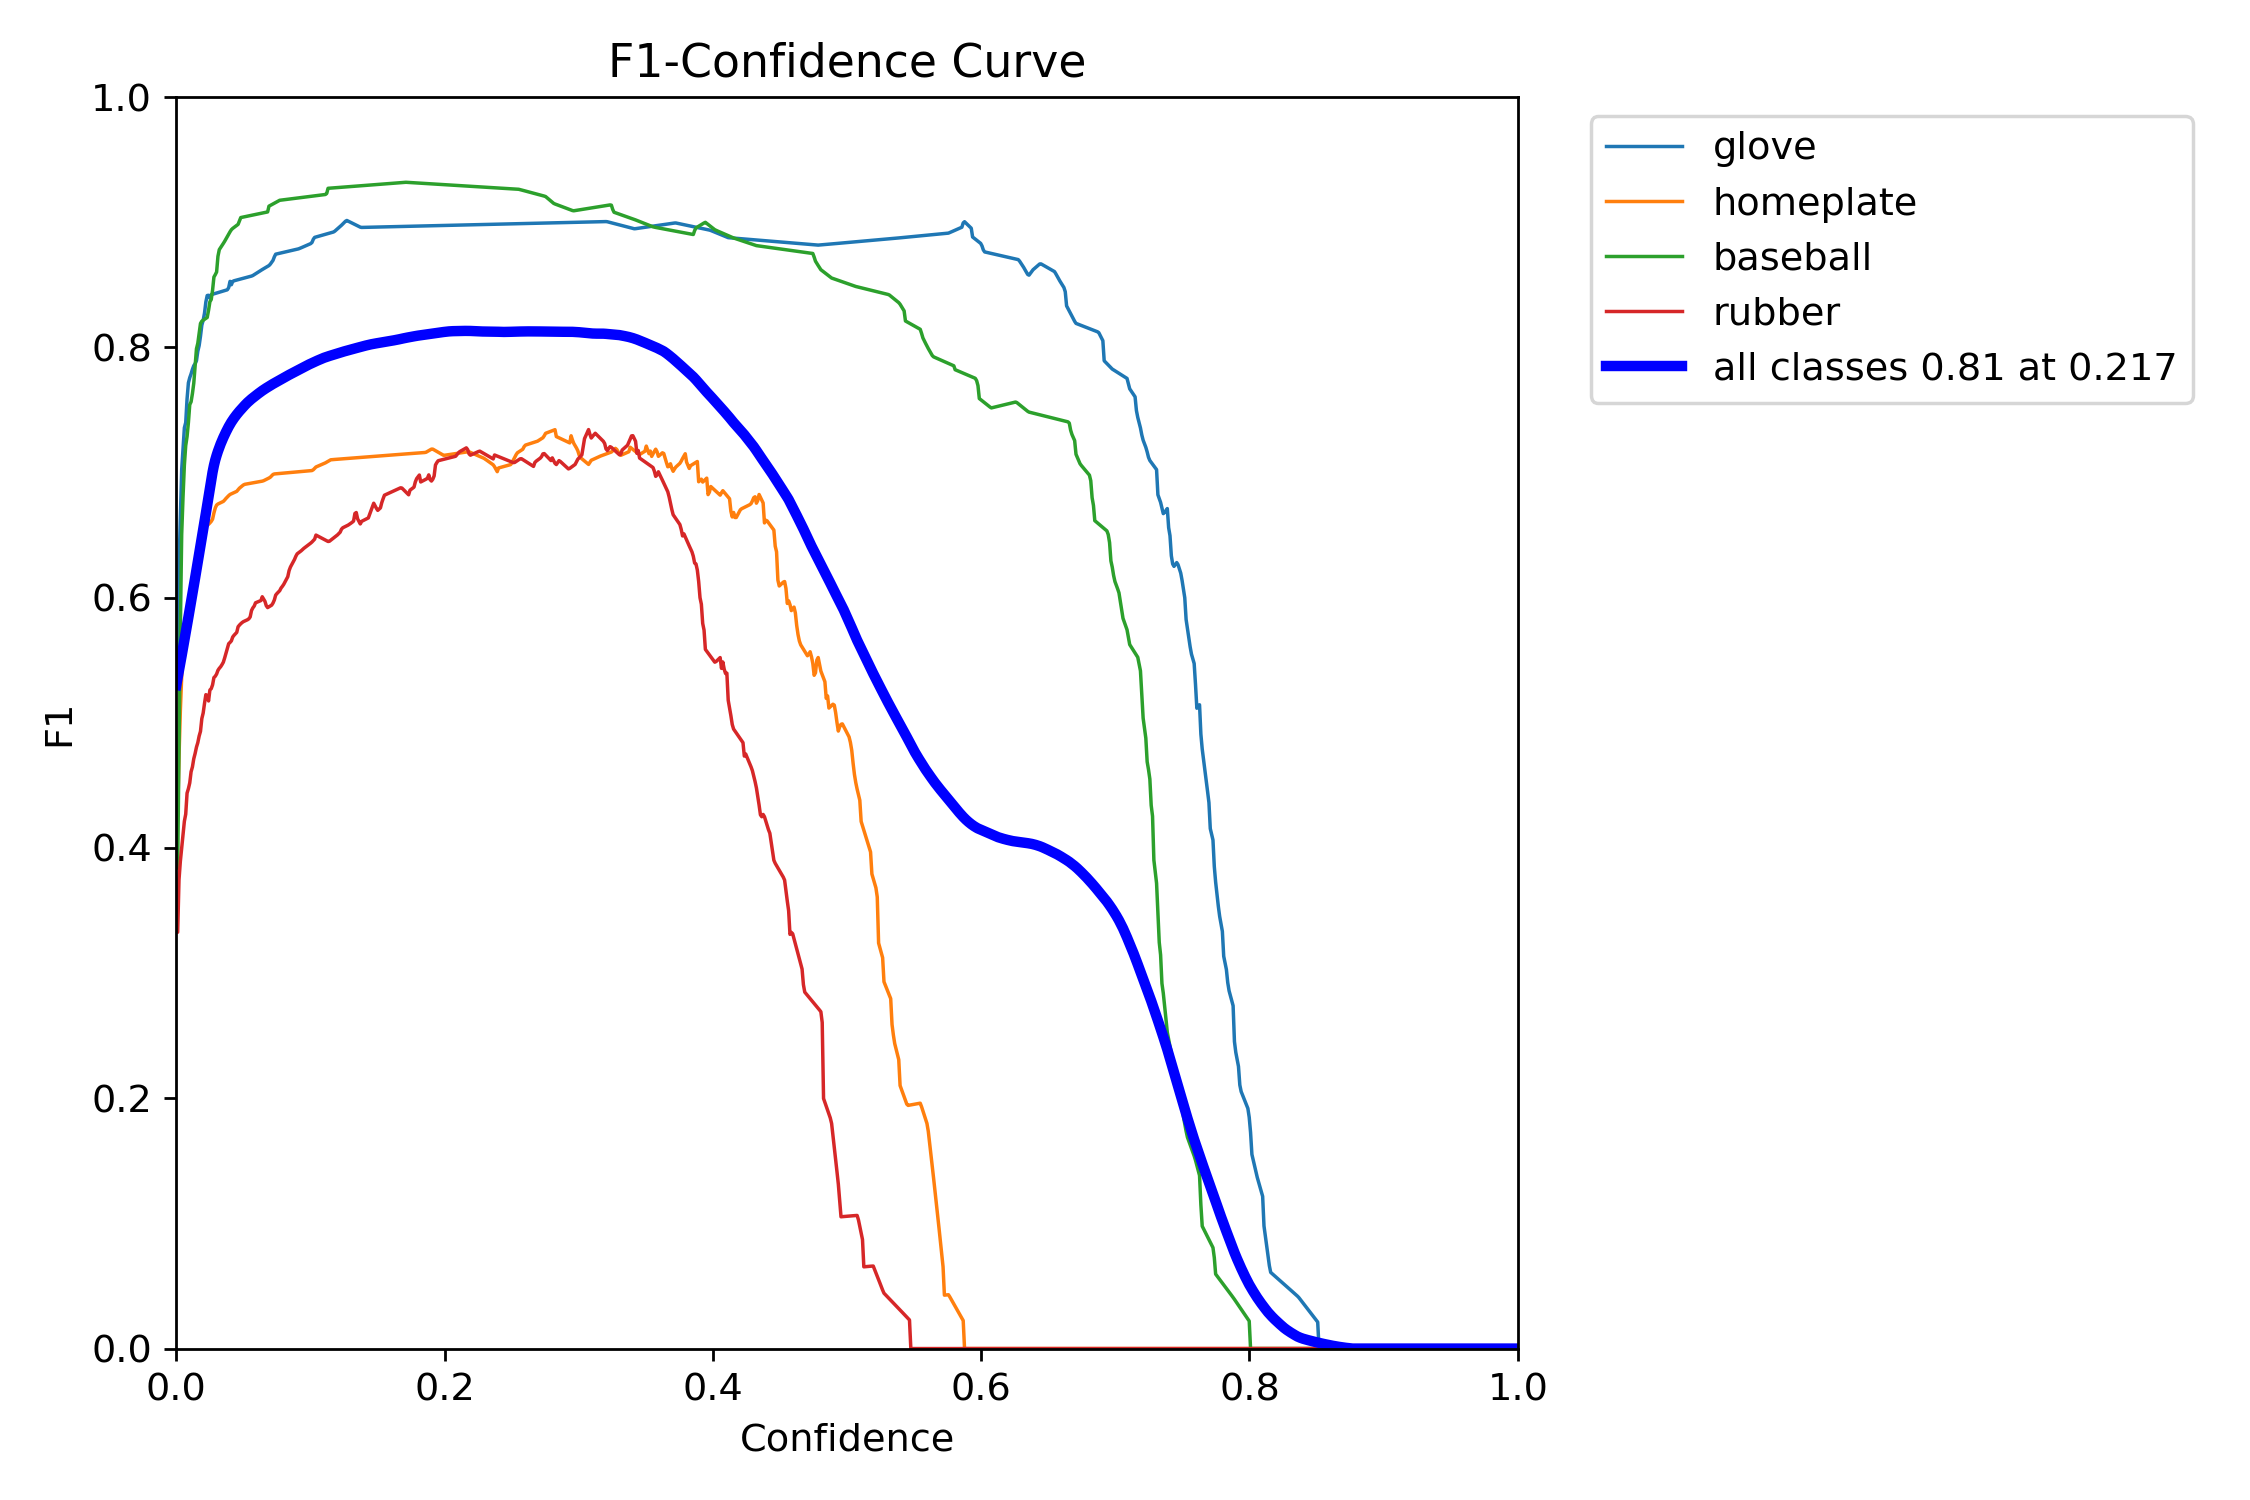 F1-Confidence Curve
1.0
0.8
0.6
0.4
0.2
0.0
F1
0.0 0.2 0.4 0.6 0.8 1.0
Confidence
glove
homeplate
baseball
rubber
all classes 0.81 at 0.217